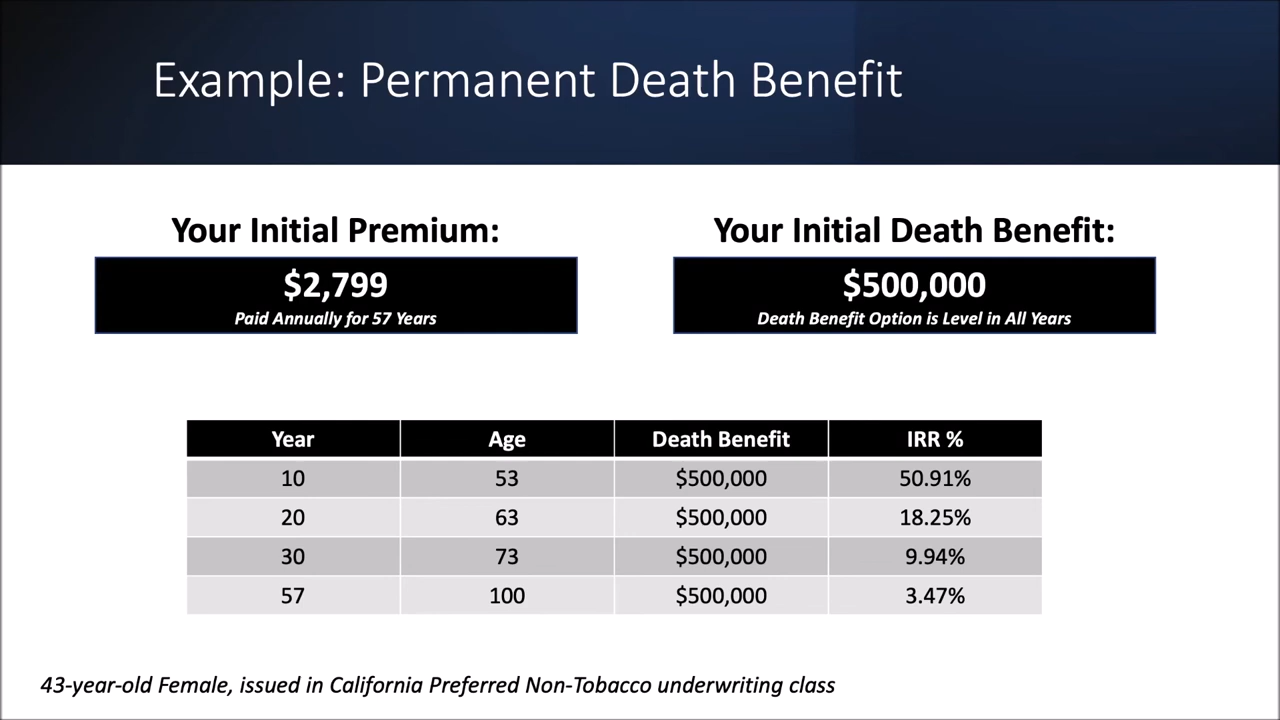 Example: Permanent Death Benefit
Your Initial Premium:
$2,799
Paid Annually for 57 Years
Your Initial Death Benefit:
$500,000
Death Benefit Option is Level in All Years
Year Age Death Benefit IRR %
10 53 $500,000 50.91%
20 63 $500,000 18.25%
30 73 $500,000 9.94%
57 100 $500,000 3.47%
43-year-old Female, issued in California Preferred Non-Tobacco underwriting class